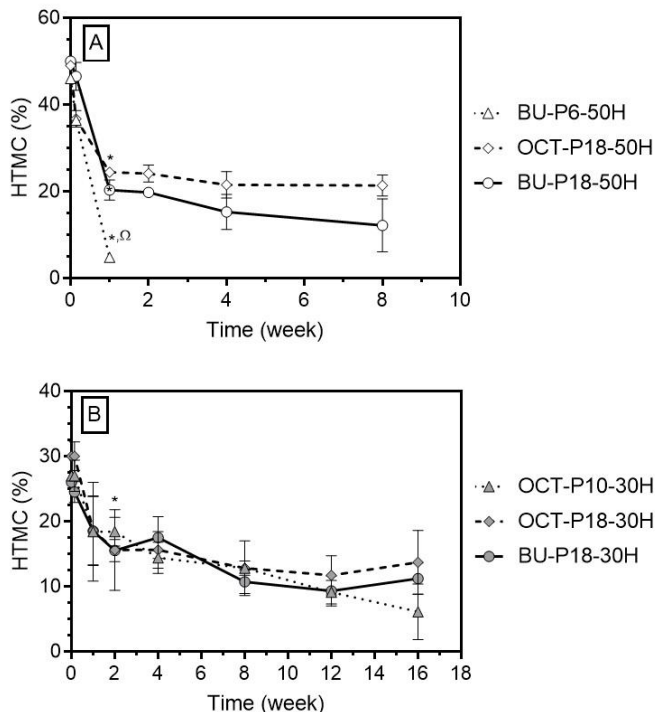 A
HTMC (%)
60
40
20
0
*
*
*,Ω
0 2 4 6 8 10
Time (week)
BU-P6-50H
OCT-P18-50H
BU-P18-50H
B
HTMC (%)
40
30
20
10
0
*
0 2 4 6 8 10 12 14 16 18
Time (week)
OCT-P10-30H
OCT-P18-30H
BU-P18-30H